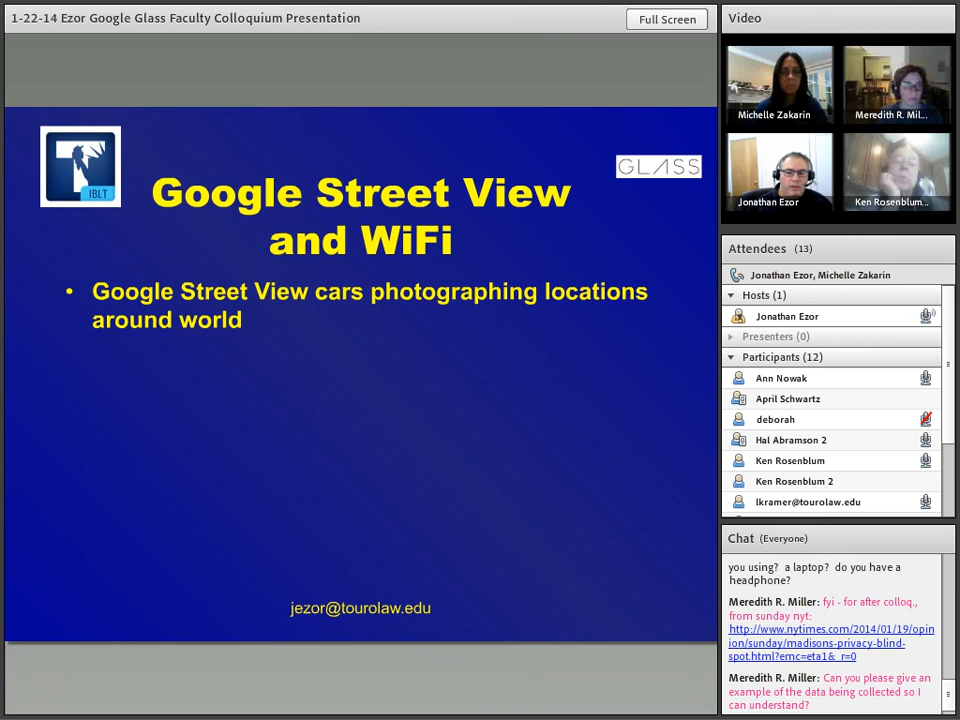 1-22-14 Ezor Google Glass Faculty Colloquium Presentation
Full Screen
IBLT
GLASS
Google Street View
and WiFi
• Google Street View cars photographing locations
around world
jezor@tourolaw.edu
Video
Michelle Zakarin
Meredith R. Mil...
Jonathan Ezor
Ken Rosenblum...
Attendees (13)
Jonathan Ezor, Michelle Zakarin
Hosts (1)
Jonathan Ezor
Presenters (0)
Participants (12)
Ann Nowak
April Schwartz
deborah
Hal Abramson 2
Ken Rosenblum
Ken Rosenblum 2
lkramer@tourolaw.edu
Chat (Everyone)
you using? a laptop? do you have a
headphone?
Meredith R. Miller: fyi - for after colloq.,
from sunday nyt:
http://www.nytimes.com/2014/01/19/opin
ion/sunday/madisons-privacy-blind-
spot.html?emc=eta1&_r=0
Meredith R. Miller: Can you please give an
example of the data being collected so I
can understand?